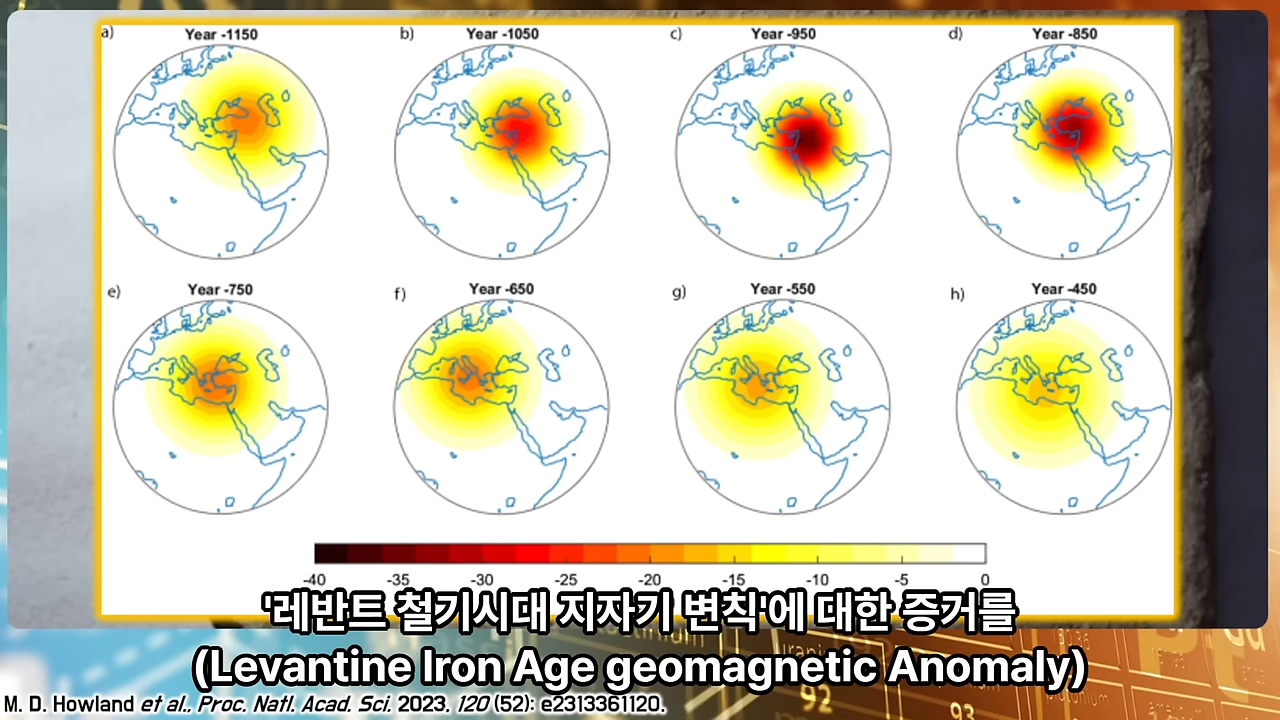 a) Year -1150
b) Year -1050
c) Year -950
d) Year -850
e) Year -750
f) Year -650
g) Year -550
h) Year -450
-40 -35 -30 -25 -20 -15 -10 -5 0
'레반트 철기시대 지자기 변칙'에 대한 증거를
(Levantine Iron Age geomagnetic Anomaly)
92
93
M. D. Howland et al., Proc. Natl. Acad. Sci. 2023, 120 (52): e2313361120.